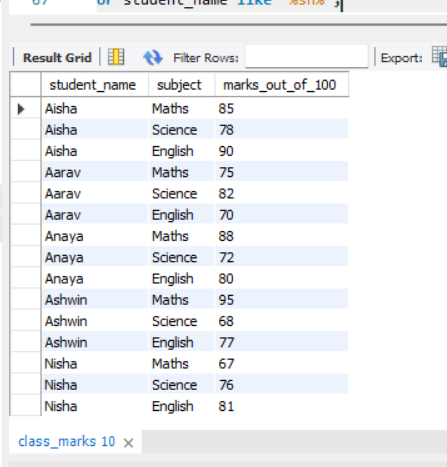 67 or student_name like '%sh%';
Result Grid Filter Rows: Export:
student_name subject marks_out_of_100
Aisha Maths 85
Aisha Science 78
Aisha English 90
Aarav Maths 75
Aarav Science 82
Aarav English 70
Anaya Maths 88
Anaya Science 72
Anaya English 80
Ashwin Maths 95
Ashwin Science 68
Ashwin English 77
Nisha Maths 67
Nisha Science 76
Nisha English 81
class_marks 10